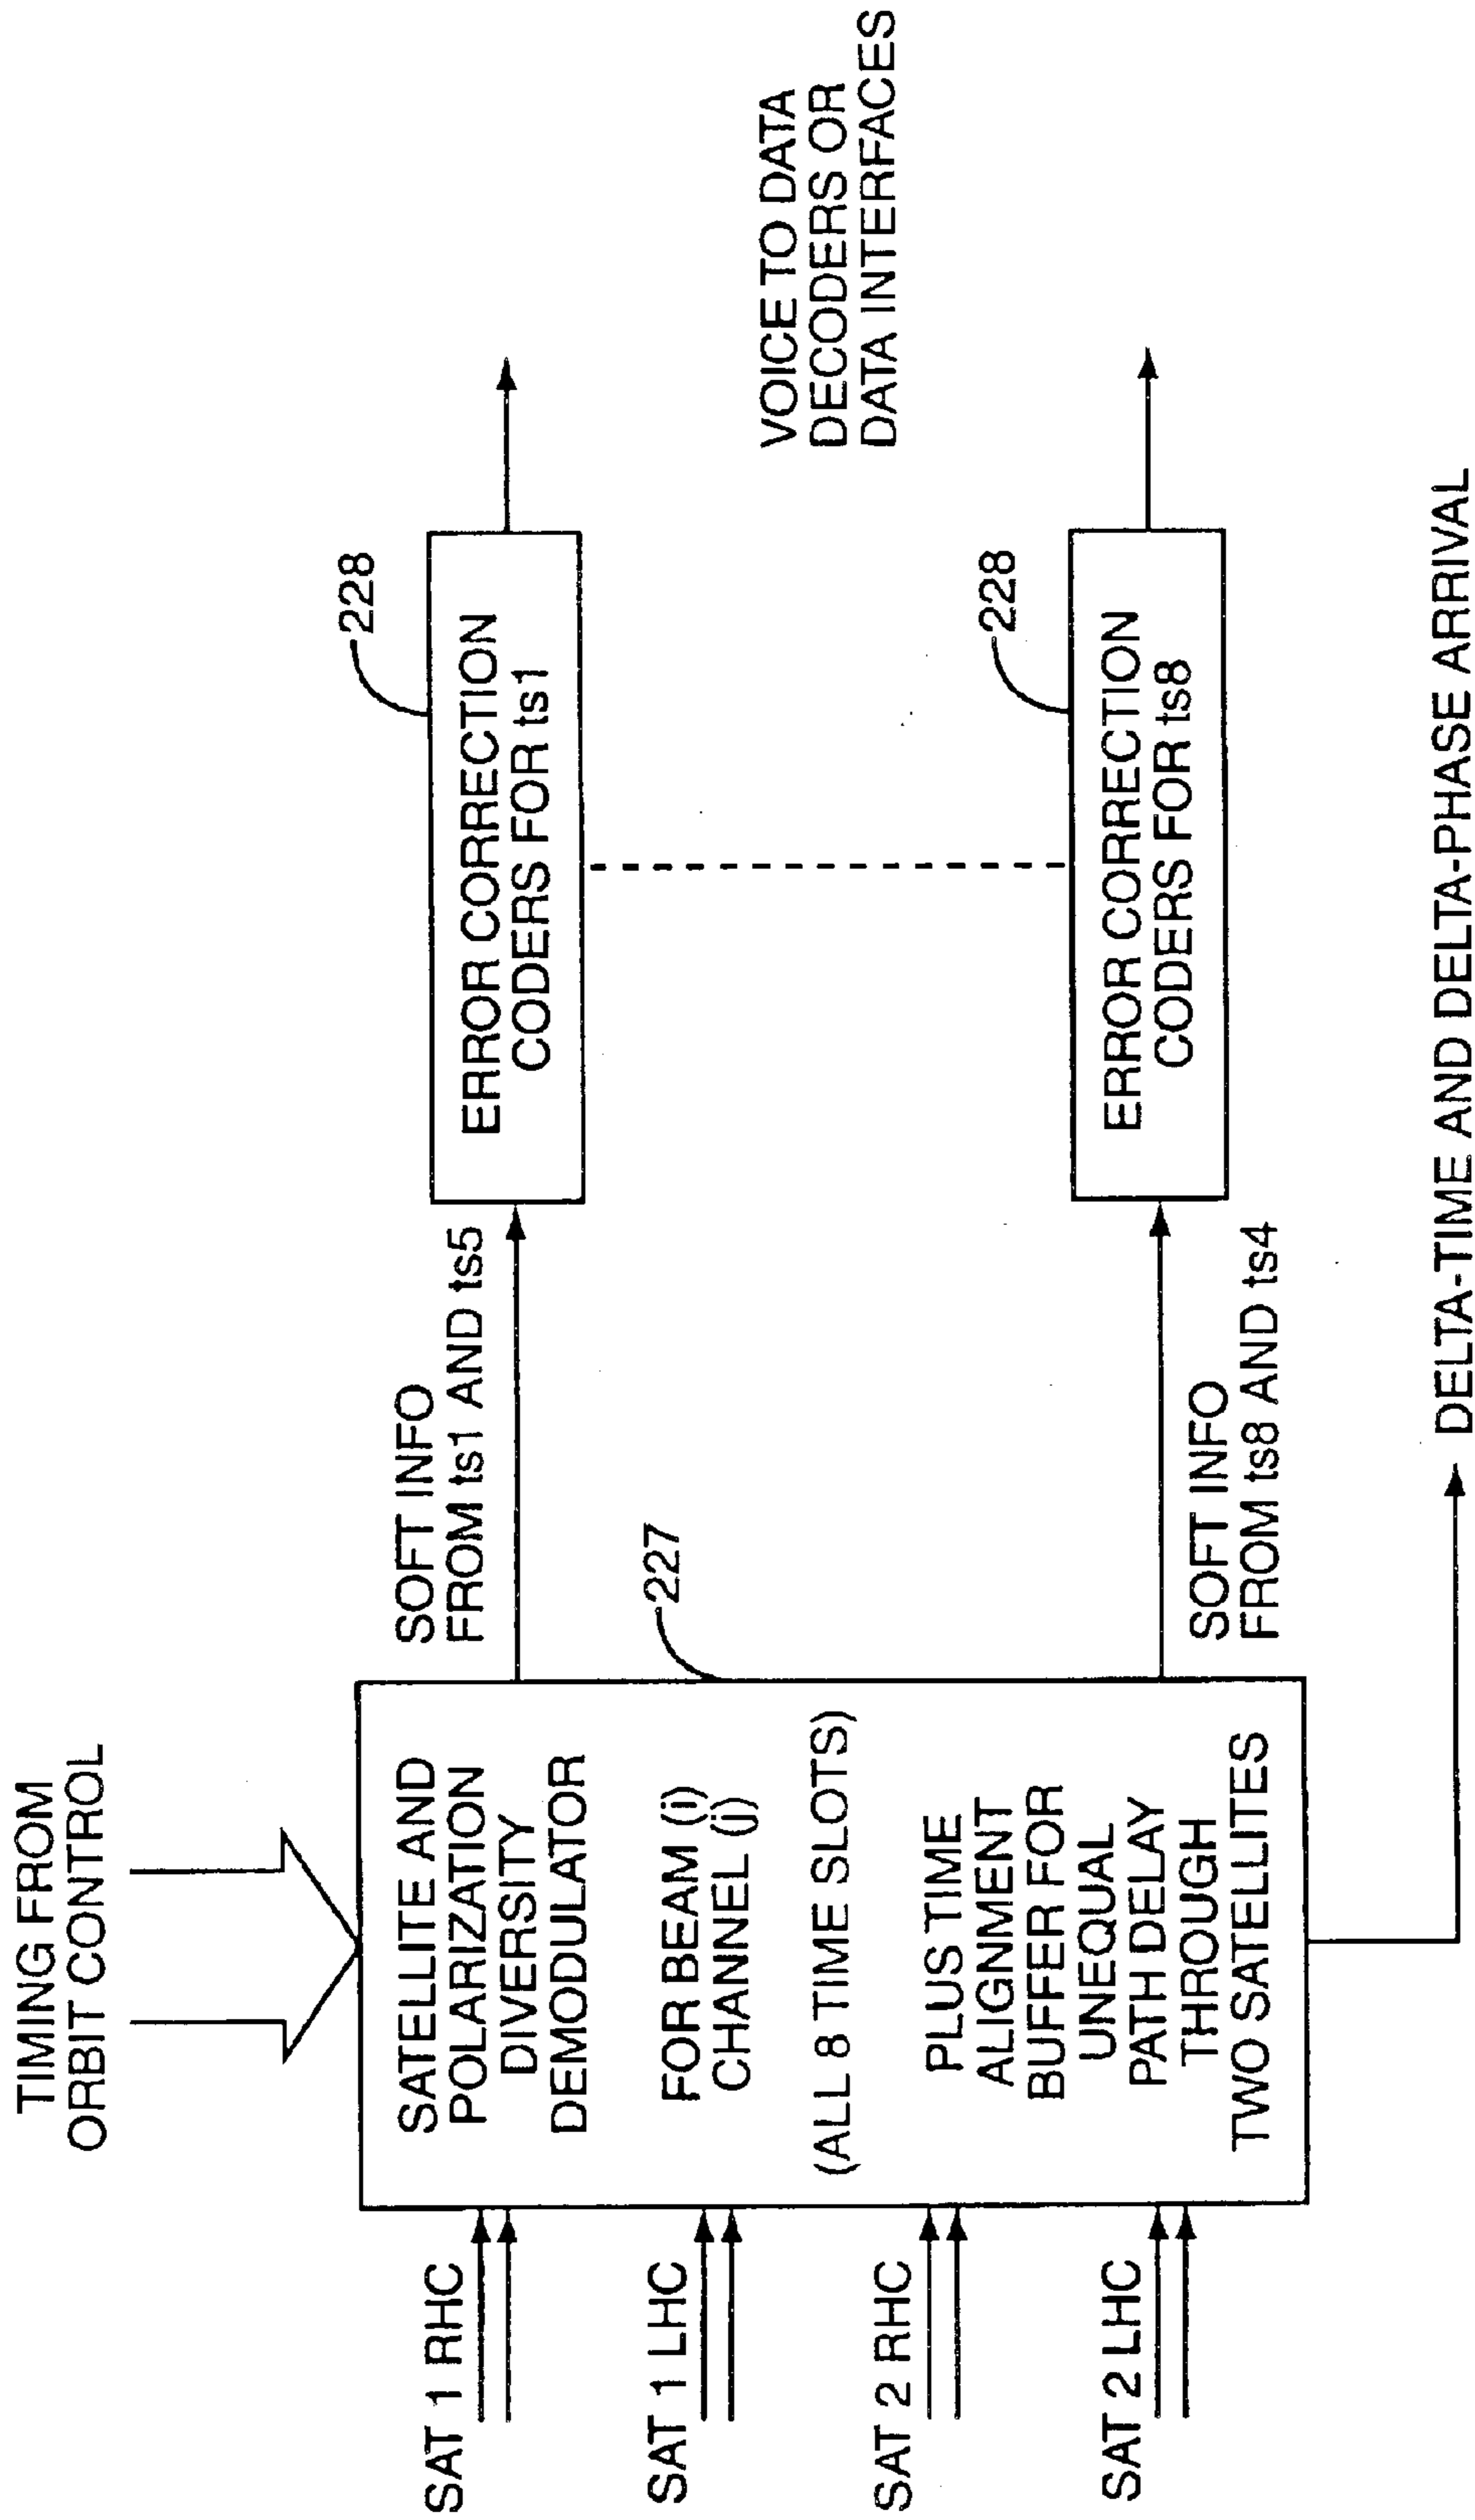 TIMING FROM
ORBIT CONTROL
SAT 1 RHC
SAT 1 LHC
SAT 2 RHC
SAT 2 LHC
SATELLITE AND
POLARIZATION
DIVERSITY
DEMODULATOR
FOR BEAM (i)
CHANNEL (j)
(ALL 8 TIME SLOTS)
PLUS TIME
ALIGNMENT
BUFFER FOR
UNEQUAL
PATH DELAY
THROUGH
TWO SATELLITES
227
SOFT INFO
FROM ts1 AND ts5
SOFT INFO
FROM ts8 AND ts4
228
ERROR CORRECTION
CODERS FOR ts1
228
ERROR CORRECTION
CODERS FOR ts8
VOICE TO DATA
DECODERS OR
DATA INTERFACES
DELTA-TIME AND DELTA-PHASE ARRIVAL